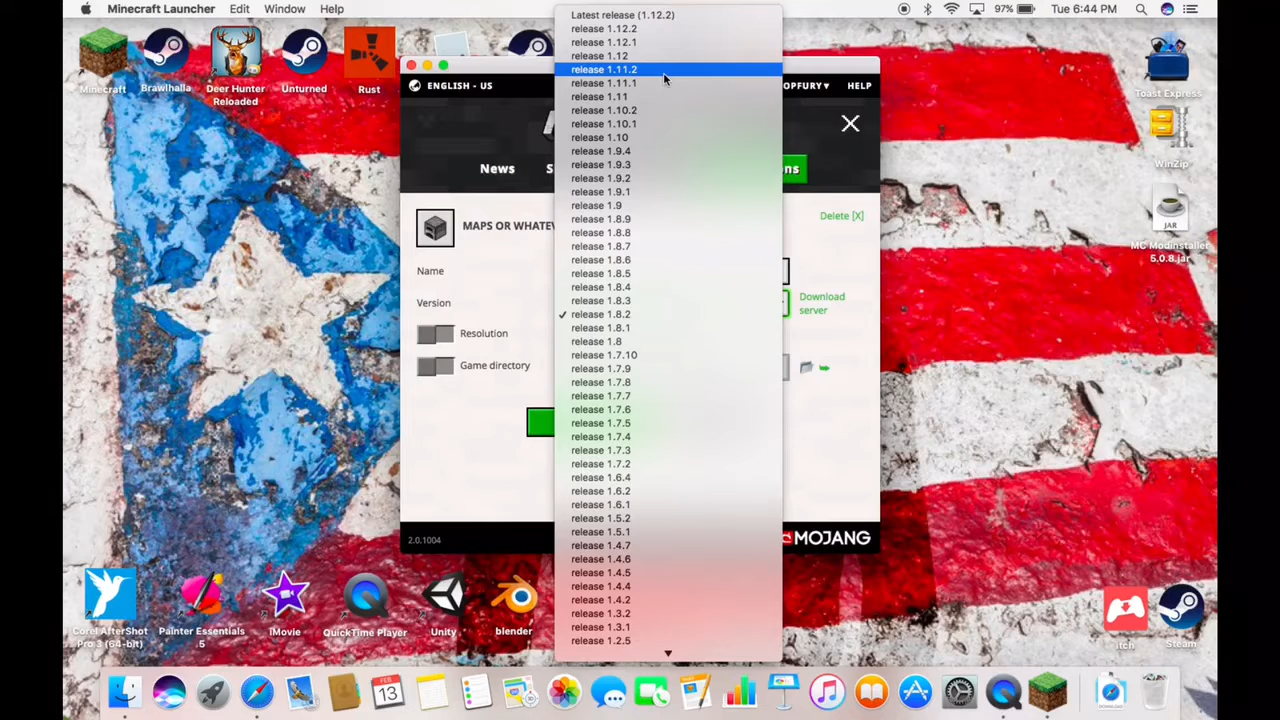 Minecraft Launcher Edit Window Help
97% Tue 6:44 PM
Minecraft
Brawlhalla
Deer Hunter
Reloaded
Unturned
Rust
Toast Express
WinZip
JAR
MC Modinstaller
5.0.8.jar
ENGLISH - US
OPFURY▾ HELP
News
ns
MAPS OR WHATEV
Delete [X]
Name
Version
Download
server
Resolution
Game directory
2.0.1004
MOJANG
Latest release (1.12.2)
release 1.12.2
release 1.12.1
release 1.12
release 1.11.2
release 1.11.1
release 1.11
release 1.10.2
release 1.10.1
release 1.10
release 1.9.4
release 1.9.3
release 1.9.2
release 1.9.1
release 1.9
release 1.8.9
release 1.8.8
release 1.8.7
release 1.8.6
release 1.8.5
release 1.8.4
release 1.8.3
release 1.8.2
release 1.8.1
release 1.8
release 1.7.10
release 1.7.9
release 1.7.8
release 1.7.7
release 1.7.6
release 1.7.5
release 1.7.4
release 1.7.3
release 1.7.2
release 1.6.4
release 1.6.2
release 1.6.1
release 1.5.2
release 1.5.1
release 1.4.7
release 1.4.6
release 1.4.5
release 1.4.4
release 1.4.2
release 1.3.2
release 1.3.1
release 1.2.5
Corel AfterShot
Pro 3 (64-bit)
Painter Essentials
5
iMovie
QuickTime Player
Unity
blender
itch
Steam
FEB
13